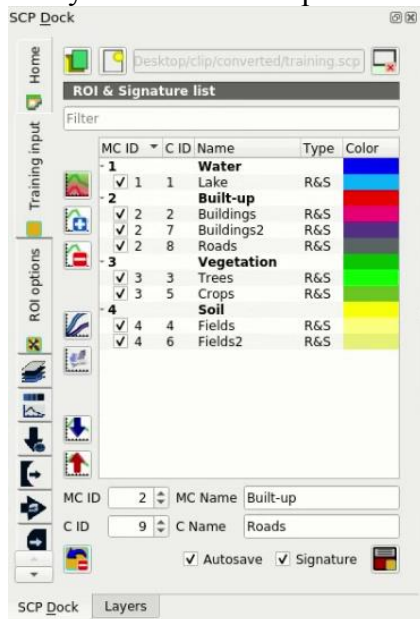 SCP Dock
Home
Training input
ROI options
Desktop/clip/converted/training.scp
ROI & Signature list
Filter
MC ID C ID Name Type Color
1 Water
1 1 Lake R&S
2 Built-up
2 2 Buildings R&S
2 7 Buildings2 R&S
2 8 Roads R&S
3 Vegetation
3 3 Trees R&S
3 5 Crops R&S
4 Soil
4 4 Fields R&S
4 6 Fields2 R&S
MC ID 2 MC Name Built-up
C ID 9 C Name Roads
Autosave Signature
SCP Dock Layers